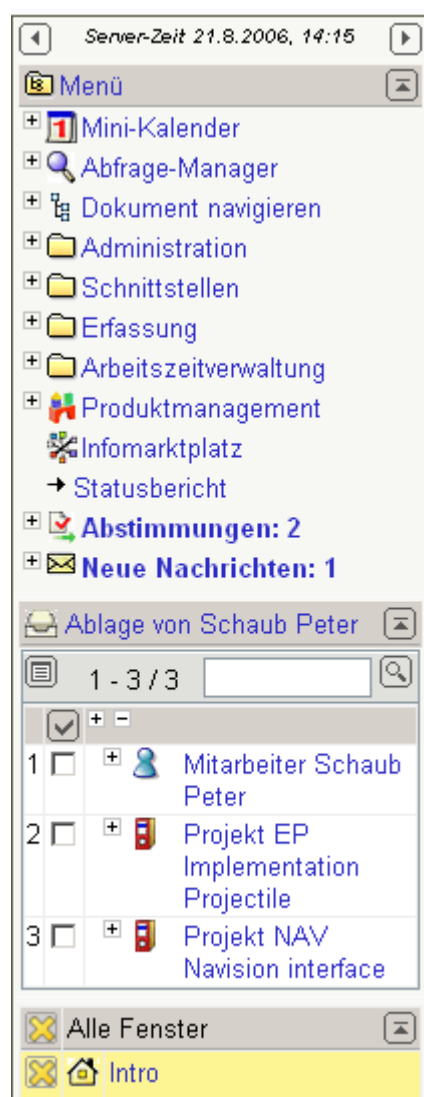 Server-Zeit 21.8.2006, 14:15
Menü
1 Mini-Kalender
Abfrage-Manager
Dokument navigieren
Administration
Schnittstellen
Erfassung
Arbeitszeitverwaltung
Produktmanagement
Infomarktplatz
Statusbericht
Abstimmungen: 2
Neue Nachrichten: 1
Ablage von Schaub Peter
1 - 3 / 3
1 Mitarbeiter Schaub
Peter
2 Projekt EP
Implementation
Projectile
3 Projekt NAV
Navision interface
Alle Fenster
Intro